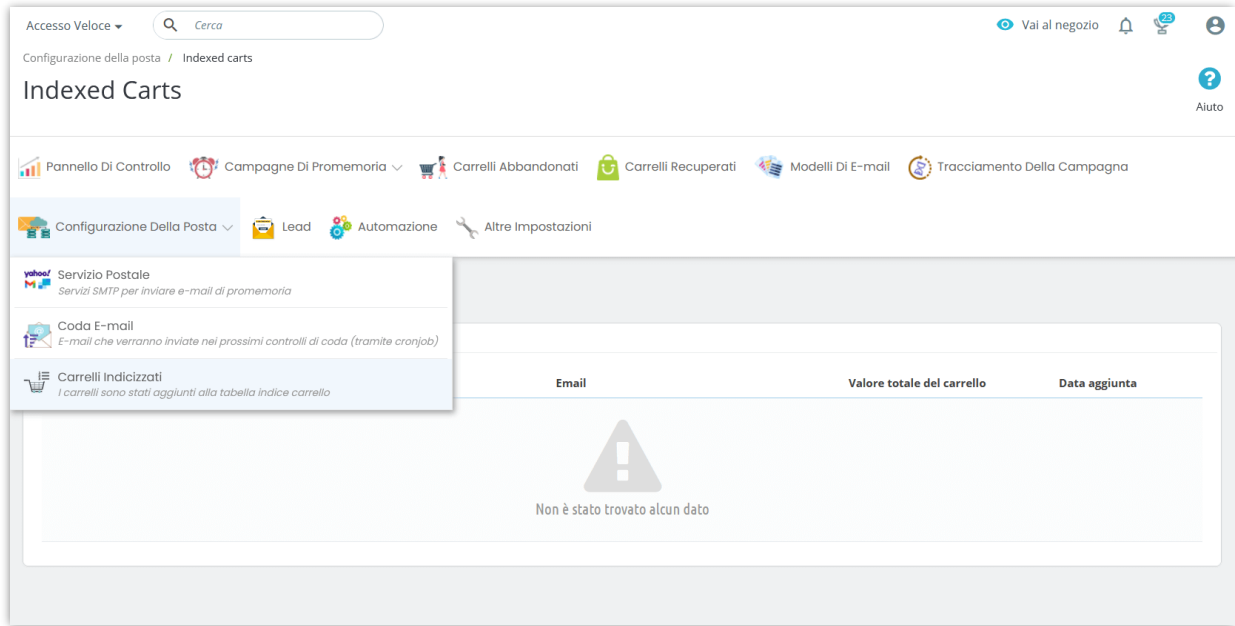 Accesso Veloce
Cerca
Vai al negozio
23
Configurazione della posta / Indexed carts
Indexed Carts
?
Aiuto
Pannello Di Controllo
Campagne Di Promemoria
Carrelli Abbandonati
Carrelli Recuperati
Modelli Di E-mail
Tracciamento Della Campagna
Configurazione Della Posta
Lead
Automazione
Altre Impostazioni
yahoo!
Servizio Postale
Servizi SMTP per inviare e-mail di promemoria
Coda E-mail
E-mail che verranno inviate nei prossimi controlli di coda (tramite cronjob)
Carrelli Indicizzati
I carrelli sono stati aggiunti alla tabella indice carrello
Email
Valore totale del carrello
Data aggiunta
Non è stato trovato alcun dato